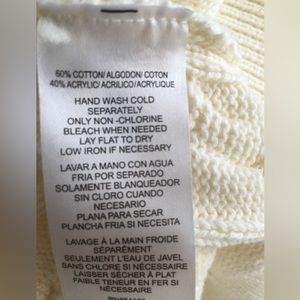 60% COTTON/ ALGODON/ COTON
40% ACRYLIC/ ACRILICO/ ACRYLIQUE
HAND WASH COLD
SEPARATELY
ONLY NON-CHLORINE
BLEACH WHEN NEEDED
LAY FLAT TO DRY
LOW IRON IF NECESSARY
LAVAR A MANO CON AGUA
FRIA POR SEPARADO
SOLAMENTE BLANQUEADOR
SIN CLORO CUANDO
NECESARIO
PLANA PARA SECAR
PLANCHA FRIA SI NECESITA
LAVAGE À LA MAIN FROIDE
SÉPARÉMENT
SEULEMENT L'EAU DE JAVEL
SANS CHLORE SI NÉCESSAIRE
LAISSER SÉCHER À PLAT
FAIBLE TENEUR EN FER SI
NÉCESSAIRE